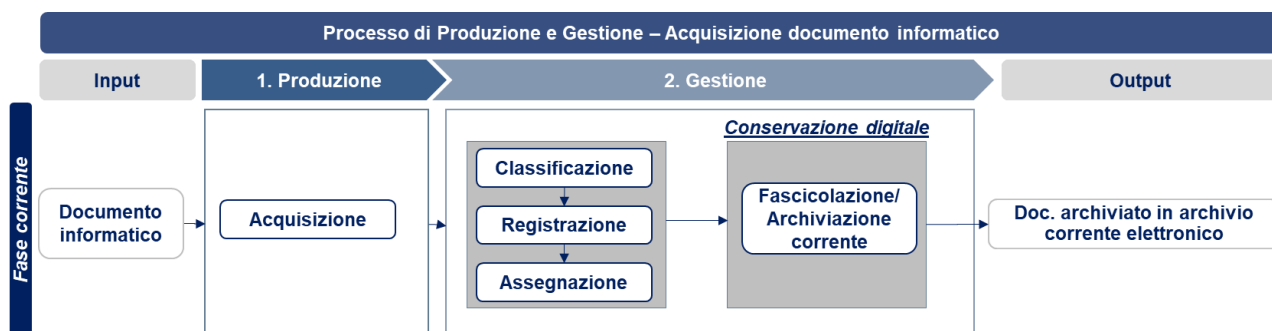 Processo di Produzione e Gestione – Acquisizione documento informatico
Input
1. Produzione
2. Gestione
Output
Fase corrente
Documento
informatico
Acquisizione
Classificazione
Registrazione
Assegnazione
Conservazione digitale
Fascicolazione/
Archiviazione
corrente
Doc. archiviato in archivio
corrente elettronico